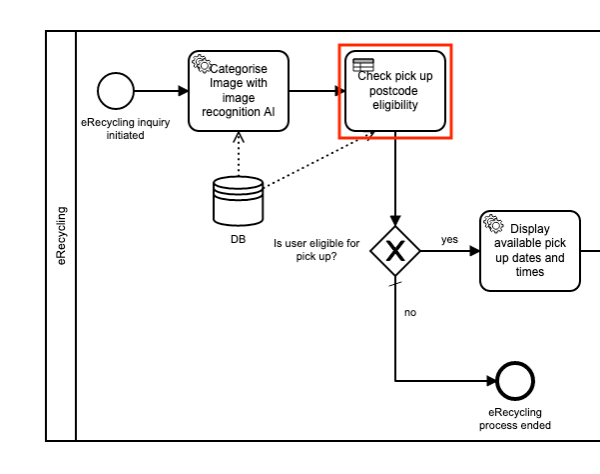 eRecycling
eRecycling inquiry
initiated
Categorise
Image with
image
recognition AI
Check pick up
postcode
eligibility
DB
Is user eligible for
pick up?
X
yes
Display
available pick
up dates and
times
no
eRecycling
process ended